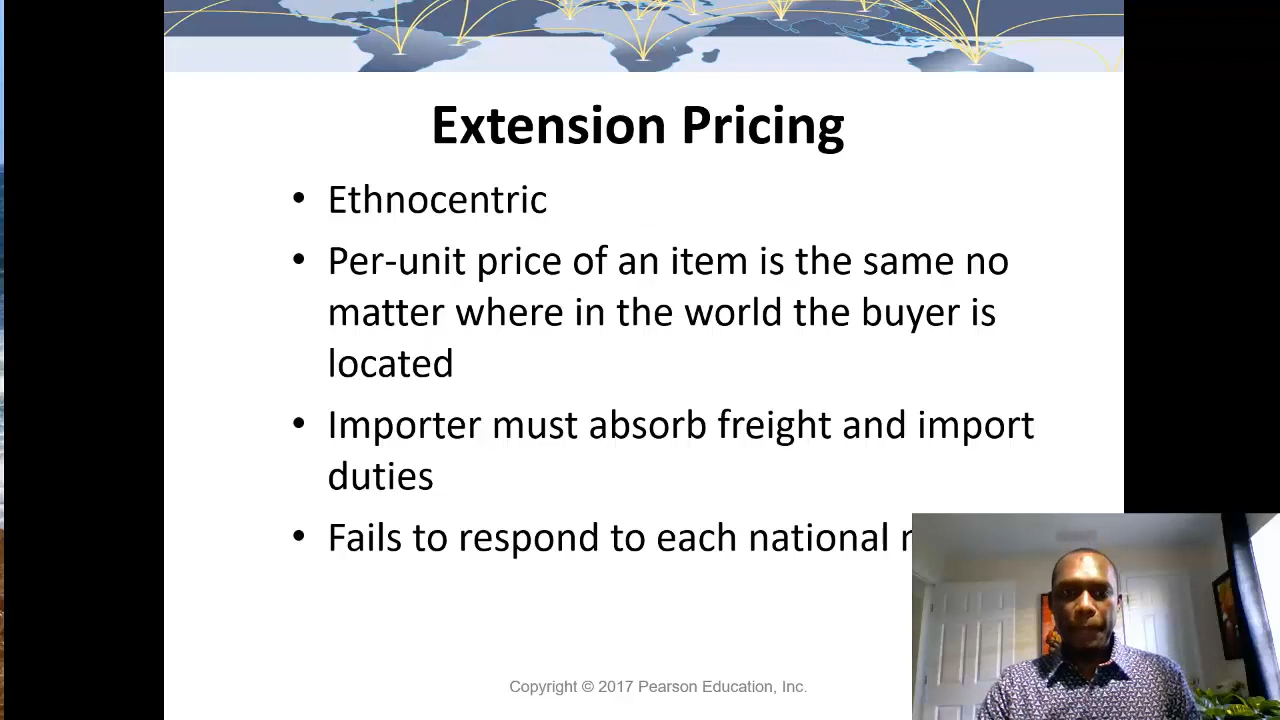 Extension Pricing
• Ethnocentric
• Per-unit price of an item is the same no
matter where in the world the buyer is
located
• Importer must absorb freight and import
duties
• Fails to respond to each national
Copyright © 2017 Pearson Education, Inc.